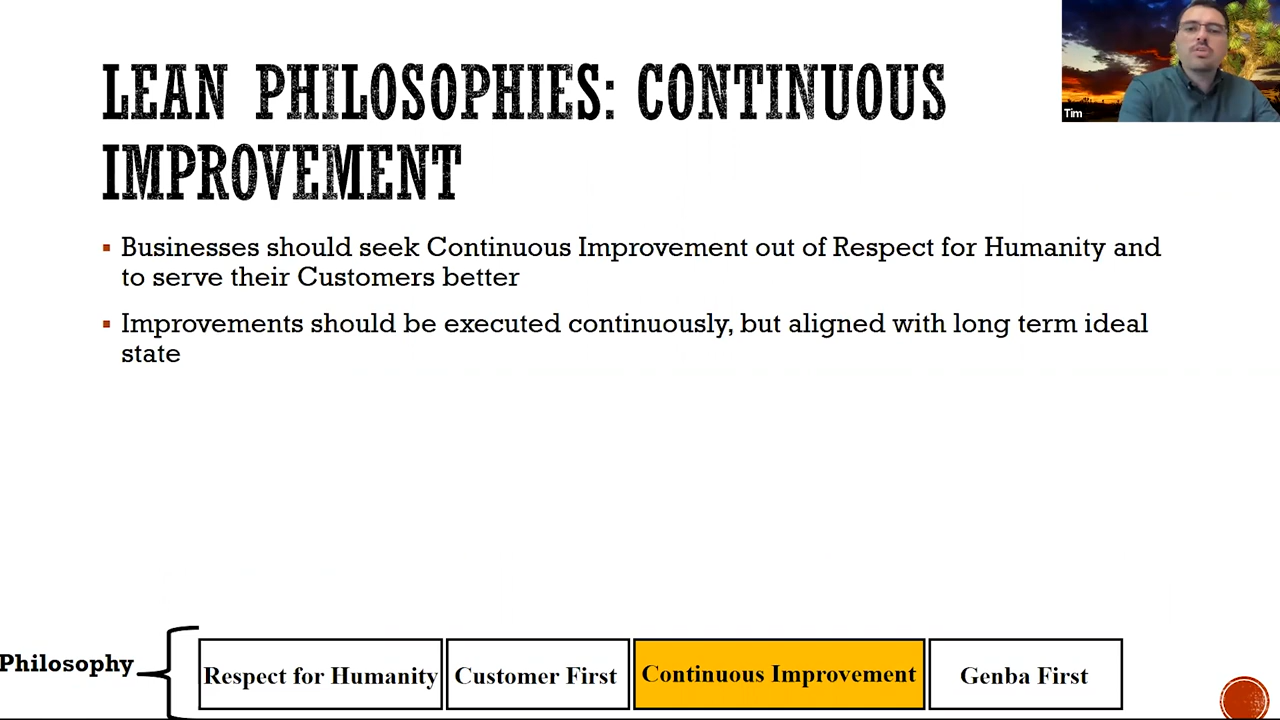 LEAN PHILOSOPHIES: CONTINUOUS
IMPROVEMENT
Tim
Businesses should seek Continuous Improvement out of Respect for Humanity and
to serve their Customers better
Improvements should be executed continuously, but aligned with long term ideal
state
Philosophy
Respect for Humanity
Customer First
Continuous Improvement
Genba First